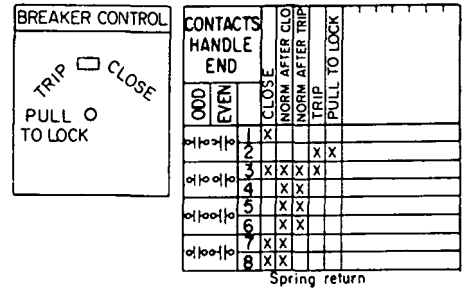 BREAKER CONTROL
TRIP CLOSE
PULL
TO LOCK
CONTACTS
HANDLE
END
ODD EVEN CLOSE NORM AFTER CLO NORM AFTER TRIP TRIP PULL TO LOCK
1 X
2 X X
3 X X X X
4 X X
5 X X
6 X X
7 X X
8 X X
Spring return